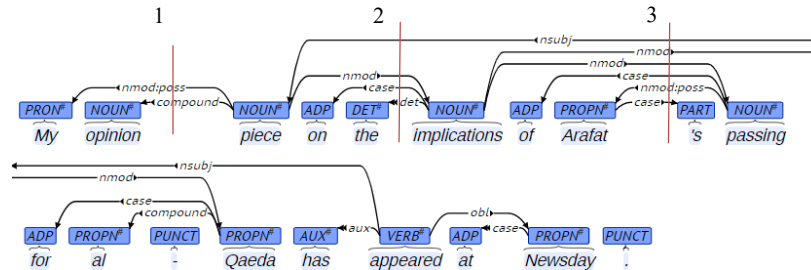 1 2 3
nsubj
nmod nmod
nmod
case
nmod:poss case nmod:poss
compound det case
PRON# NOUN# NOUN# ADP DET# NOUN# ADP PROPN# PART NOUN#
My opinion piece on the implications of Arafat 's passing
nsubj
nmod
case
compound obl
aux case
ADP PROPN# PUNCT PROPN# AUX# VERB# ADP PROPN# PUNCT
for al - Qaeda has appeared at Newsday .